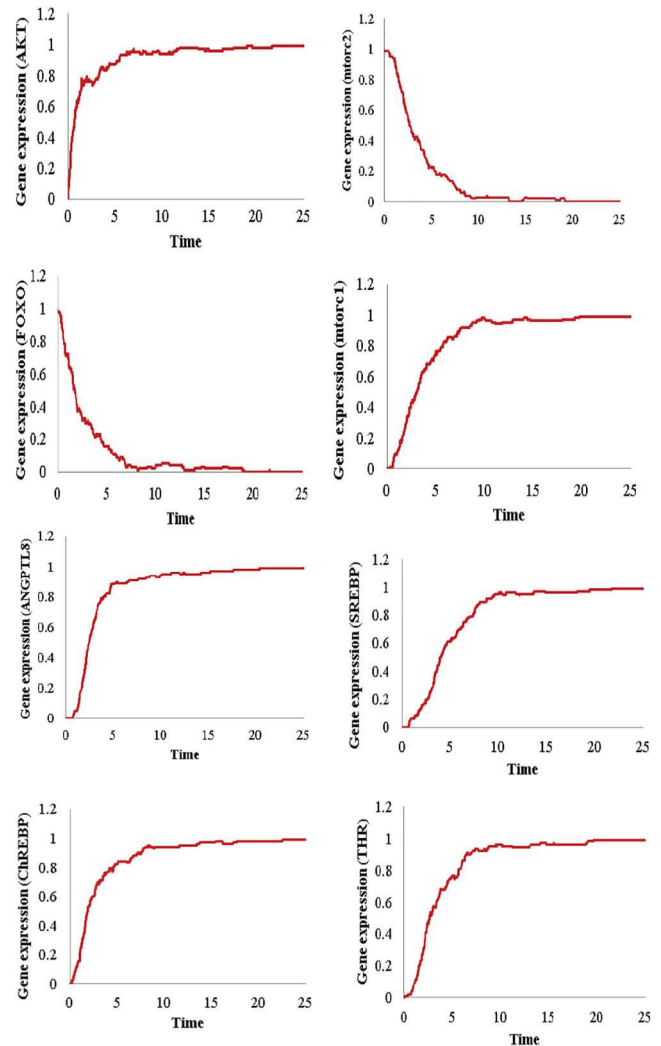 Gene expression (AKT)
1.2
1
0.8
0.6
0.4
0.2
0
0 5 10 15 20 25
Time
Gene expression (mtorc2)
1.2
1
0.8
0.6
0.4
0.2
0
0 5 10 15 20 25
Time
Gene expression (FOXO)
1.2
1
0.8
0.6
0.4
0.2
0
0 5 10 15 20 25
Time
Gene expression (mtorc1)
1.2
1
0.8
0.6
0.4
0.2
0
0 5 10 15 20 25
Time
Gene expression (ANGPTL8)
1.2
1
0.8
0.6
0.4
0.2
0
0 5 10 15 20 25
Time
Gene expression (SREBP)
1.2
1
0.8
0.6
0.4
0.2
0
0 5 10 15 20 25
Time
Gene expression (ChREBP)
1.2
1
0.8
0.6
0.4
0.2
0
0 5 10 15 20 25
Time
Gene expression (THR)
1.2
1
0.8
0.6
0.4
0.2
0
0 5 10 15 20 25
Time